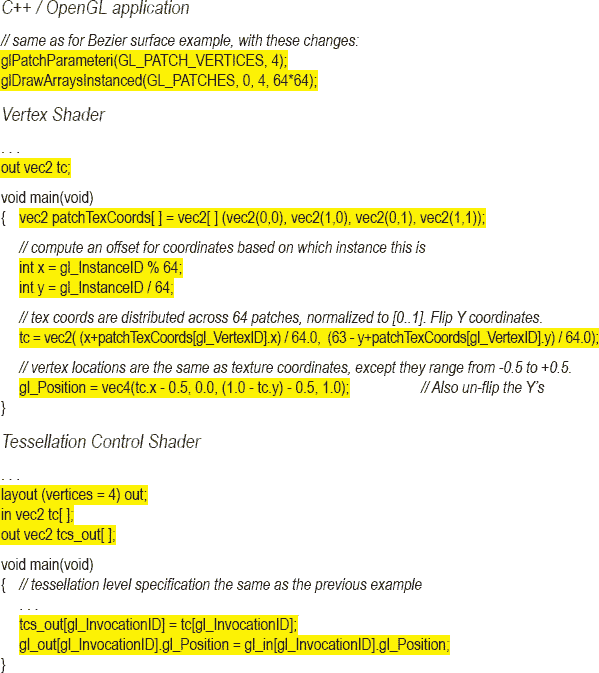 C++ / OpenGL application
// same as for Bezier surface example, with these changes:
glPatchParameteri(GL_PATCH_VERTICES, 4);
glDrawArraysInstanced(GL_PATCHES, 0, 4, 64*64);
Vertex Shader
. . .
out vec2 tc;
void main(void)
{ vec2 patchTexCoords[ ] = vec2[ ] (vec2(0,0), vec2(1,0), vec2(0,1), vec2(1,1));
// compute an offset for coordinates based on which instance this is
int x = gl_InstanceID % 64;
int y = gl_InstanceID / 64;
// tex coords are distributed across 64 patches, normalized to [0..1]. Flip Y coordinates.
tc = vec2( (x+patchTexCoords[gl_VertexID].x) / 64.0, (63 - y+patchTexCoords[gl_VertexID].y) / 64.0);
// vertex locations are the same as texture coordinates, except they range from -0.5 to +0.5.
gl_Position = vec4(tc.x - 0.5, 0.0, (1.0 - tc.y) - 0.5, 1.0); // Also un-flip the Y's
}
Tessellation Control Shader
. . .
layout (vertices = 4) out;
in vec2 tc[ ];
out vec2 tcs_out[ ];
void main(void)
{ // tessellation level specification the same as the previous example
. . .
tcs_out[gl_InvocationID] = tc[gl_InvocationID];
gl_out[gl_InvocationID].gl_Position = gl_in[gl_InvocationID].gl_Position;
}